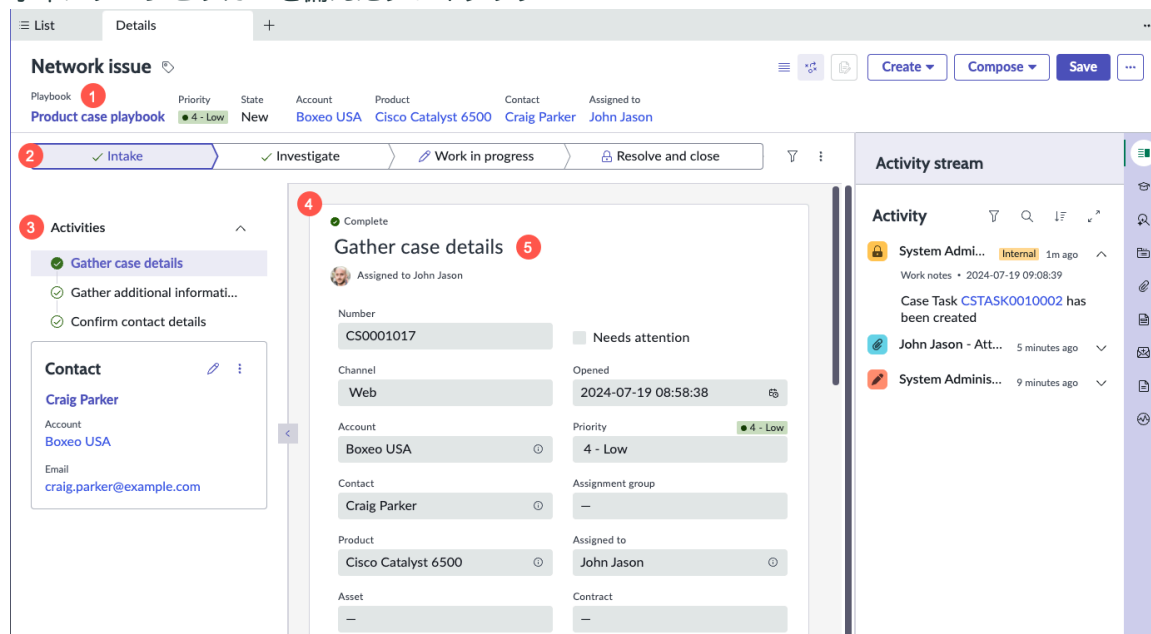 List
Details
+
Network issue
Create
Compose
Save
Playbook 1
Priority
State
Account
Product
Contact
Assigned to
Product case playbook
4 - Low
New
Boxeo USA
Cisco Catalyst 6500
Craig Parker
John Jason
2
Intake
Investigate
Work in progress
Resolve and close
3
Activities
Gather case details
Gather additional informati...
Confirm contact details
Contact
Craig Parker
Account
Boxeo USA
Email
craig.parker@example.com
4
Complete
Gather case details 5
Assigned to John Jason
Number
CS0001017
Needs attention
Channel
Web
Opened
2024-07-19 08:58:38
Account
Boxeo USA
Priority
4 - Low
4 - Low
Contact
Craig Parker
Assignment group
—
Product
Cisco Catalyst 6500
Assigned to
John Jason
Asset
—
Contract
—
Activity stream
Activity
System Admi... Internal 1m ago
Work notes • 2024-07-19 09:08:39
Case Task CSTASK0010002 has
been created
John Jason - Att... 5 minutes ago
System Adminis... 9 minutes ago